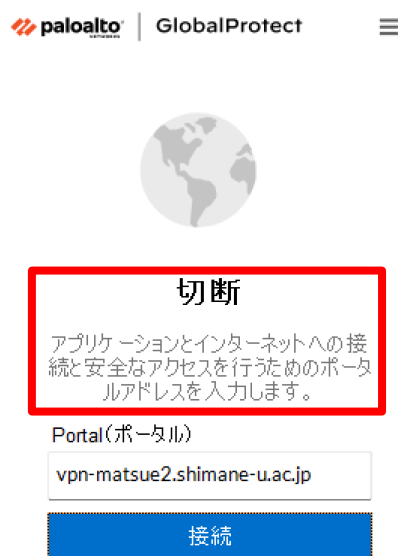 paloalto NETWORKS GlobalProtect
切断
アプリケーションとインターネットへの接
続と安全なアクセスを行うためのポータ
ルアドレスを入力します。
Portal(ポータル)
vpn-matsue2.shimane-u.ac.jp
接続